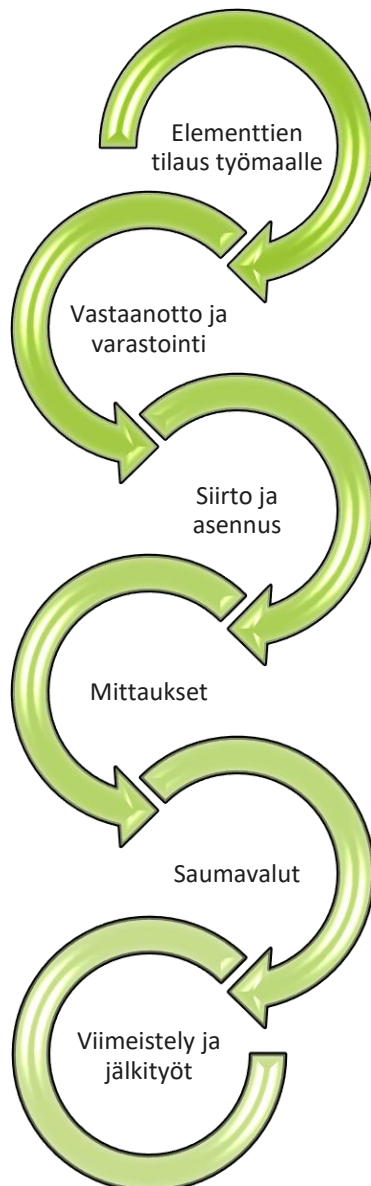 Elementtien
tilaus työmaalle
Vastaanotto ja
varastointi
Siirto ja
asennus
Mittaukset
Saumavalut
Viimeistely ja
jälkityöt